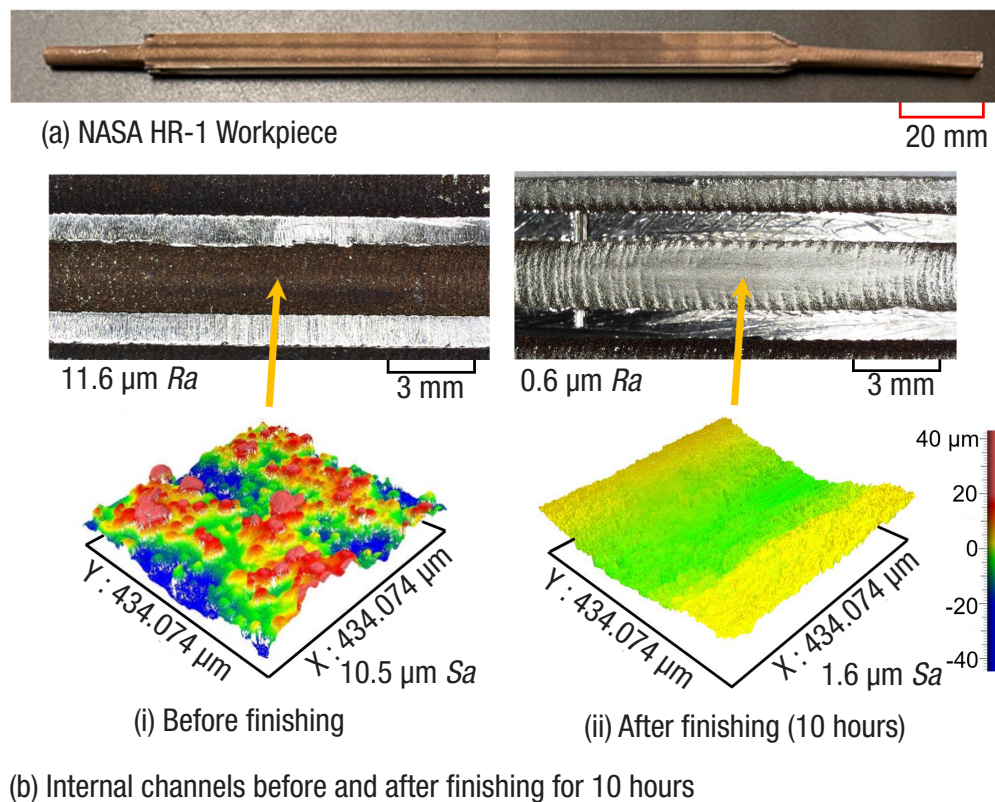 (a) NASA HR-1 Workpiece
20 mm
11.6 µm Ra
3 mm
0.6 µm Ra
3 mm
Y : 434.074 µm
X : 434.074 µm
10.5 µm Sa
Y : 434.074 µm
X : 434.074 µm
1.6 µm Sa
40 µm
20
0
-20
-40
(i) Before finishing
(ii) After finishing (10 hours)
(b) Internal channels before and after finishing for 10 hours